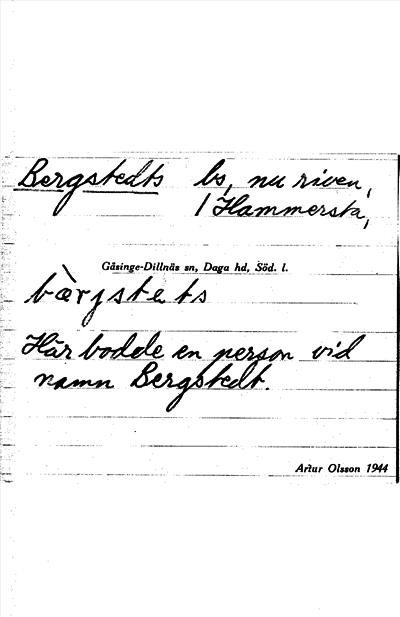 Bergstedts bs, nu riven,
1 Hammersta,
Gåsinge-Dillnäs sn, Daga hd, Söd. l.
bærjstets
Här bodde en person vid
namn Bergstedt.
Artur Olsson 1944